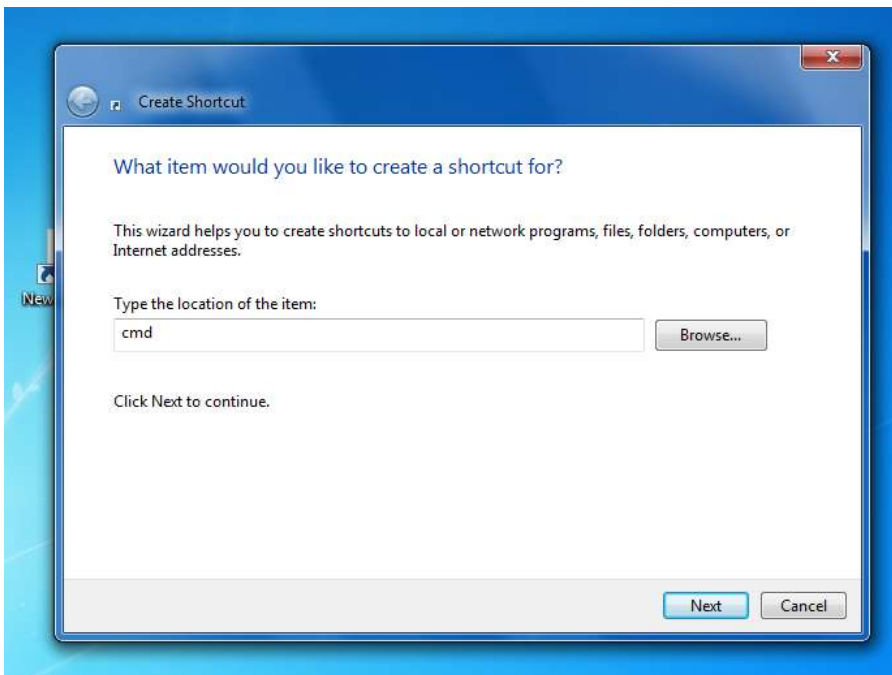 Create Shortcut
What item would you like to create a shortcut for?
This wizard helps you to create shortcuts to local or network programs, files, folders, computers, or
Internet addresses.
New
Type the location of the item:
cmd
Browse...
Click Next to continue.
Next
Cancel